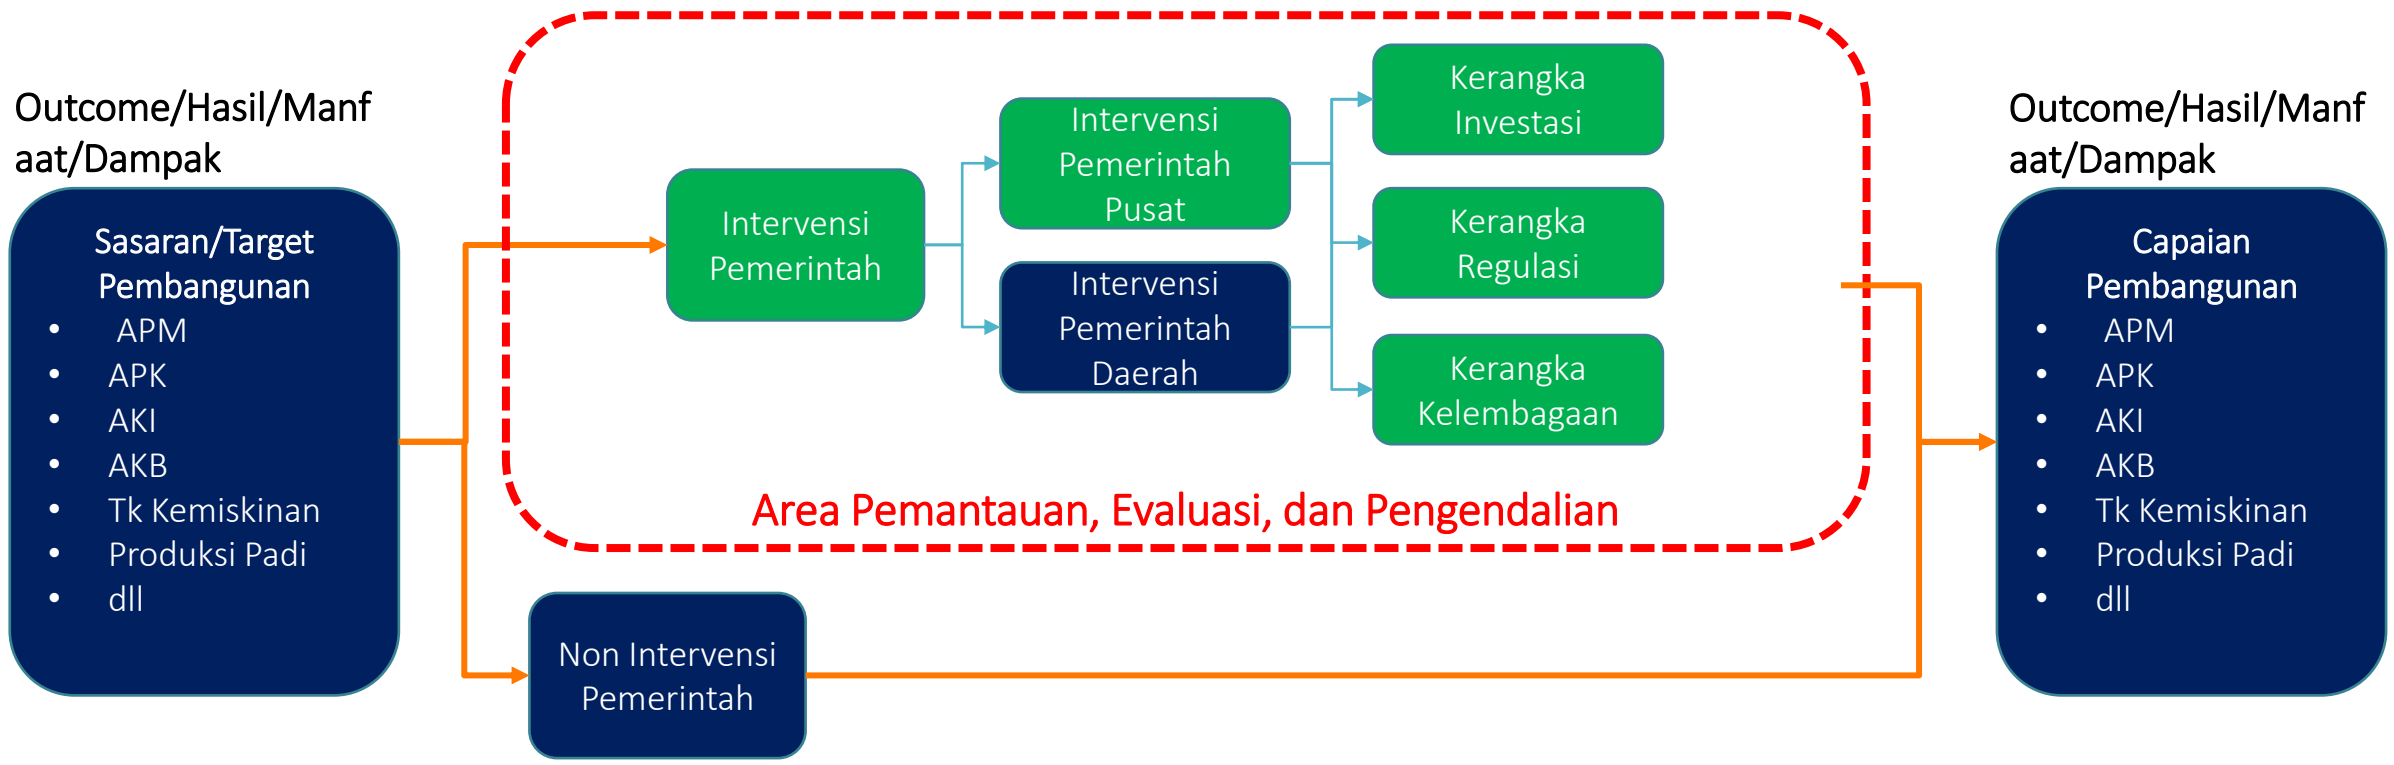 Outcome/Hasil/Manf
aat/Dampak
Sasaran/Target
Pembangunan
• APM
• APK
• AKI
• AKB
• Tk Kemiskinan
• Produksi Padi
• dll
Intervensi
Pemerintah
Intervensi
Pemerintah
Pusat
Intervensi
Pemerintah
Daerah
Kerangka
Investasi
Kerangka
Regulasi
Kerangka
Kelembagaan
Area Pemantauan, Evaluasi, dan Pengendalian
Non Intervensi
Pemerintah
Outcome/Hasil/Manf
aat/Dampak
Capaian
Pembangunan
• APM
• APK
• AKI
• AKB
• Tk Kemiskinan
• Produksi Padi
• dll